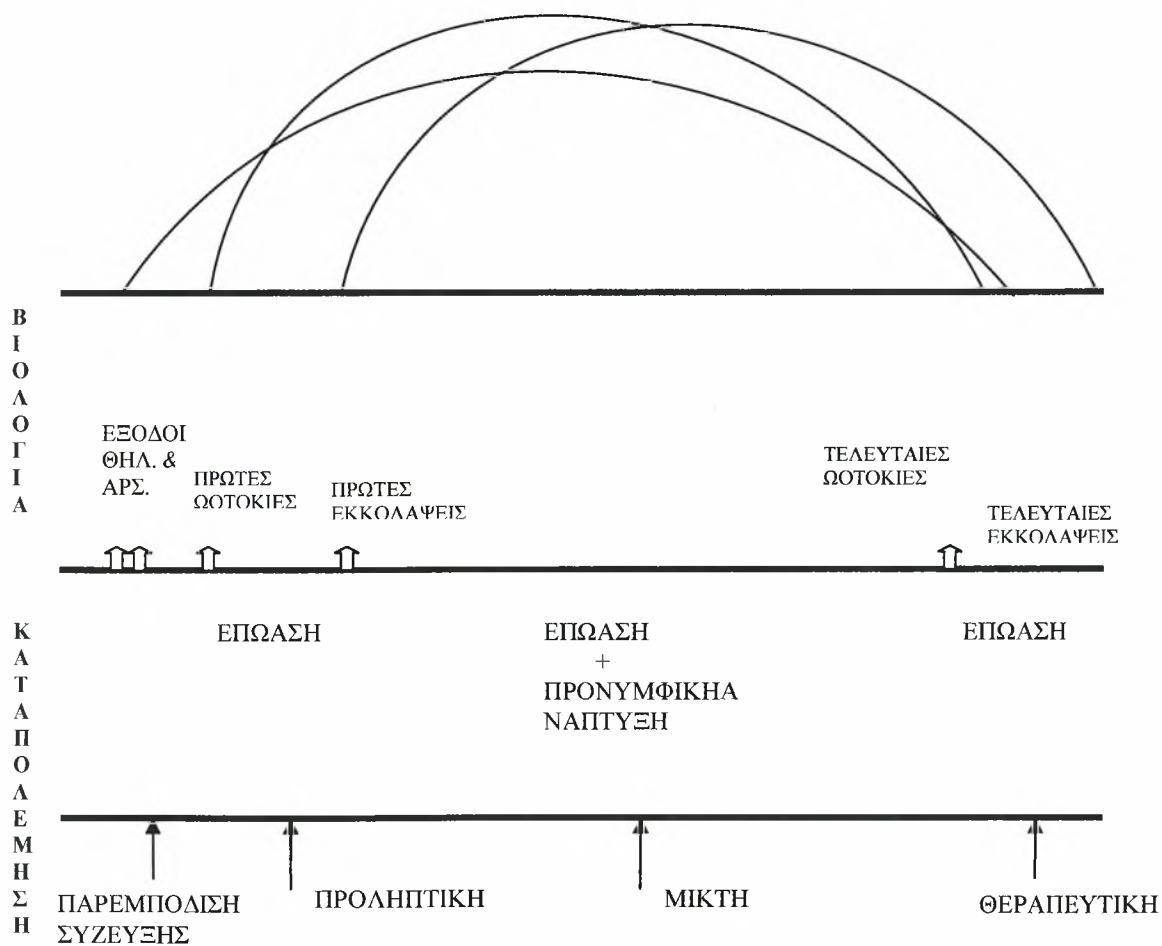 ΒΙΟΛΟΓΙΑ
ΕΞΟΔΟΙ
ΘΗΛ. &
ΑΡΣ.
ΠΡΩΤΕΣ
ΩΟΤΟΚΙΕΣ
ΠΡΩΤΕΣ
ΕΚΚΟΛΑΨΕΙΣ
ΤΕΛΕΥΤΑΙΕΣ
ΩΟΤΟΚΙΕΣ
ΤΕΛΕΥΤΑΙΕΣ
ΕΚΚΟΛΑΨΕΙΣ
ΚΑΤΑΠΟΛΕΜΗΣΗ
ΕΠΩΑΣΗ
ΕΠΩΑΣΗ
+
ΠΡΟΝΥΜΦΙΚΗΑ
ΝΑΠΤΥΞΗ
ΕΠΩΑΣΗ
ΠΑΡΕΜΠΟΔΙΣΗ
ΣΥΖΕΥΞΗΣ
ΠΡΟΛΗΠΤΙΚΗ
ΜΙΚΤΗ
ΘΕΡΑΠΕΥΤΙΚΗ